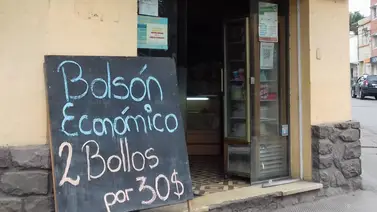 Bolsón
Económico
2 Bollos
por 30$